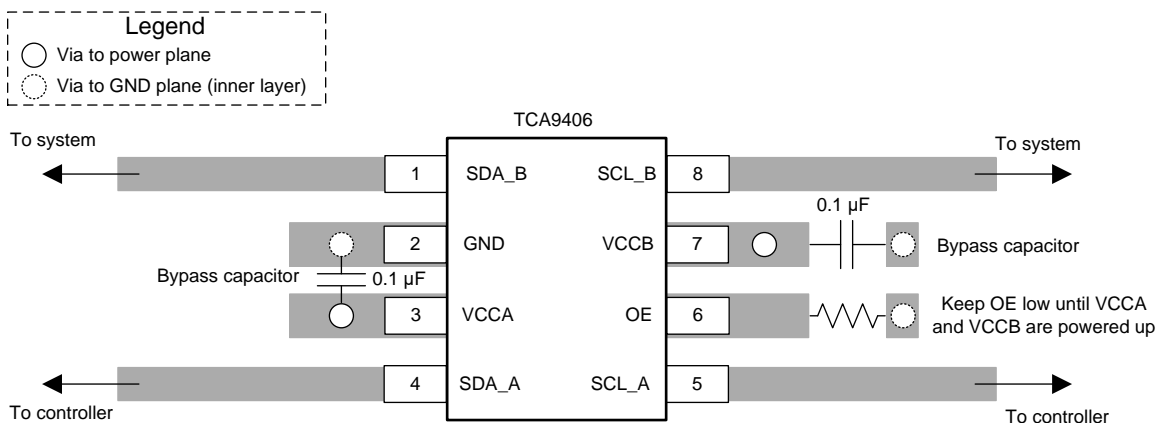 Legend
Via to power plane
Via to GND plane (inner layer)
TCA9406
To system
To system
1
SDA_B
SCL_B
8
0.1 µF
2
GND
VCCB
7
Bypass capacitor
Bypass capacitor
0.1 µF
3
VCCA
OE
6
Keep OE low until VCCA
and VCCB are powered up
4
SDA_A
SCL_A
5
To controller
To controller